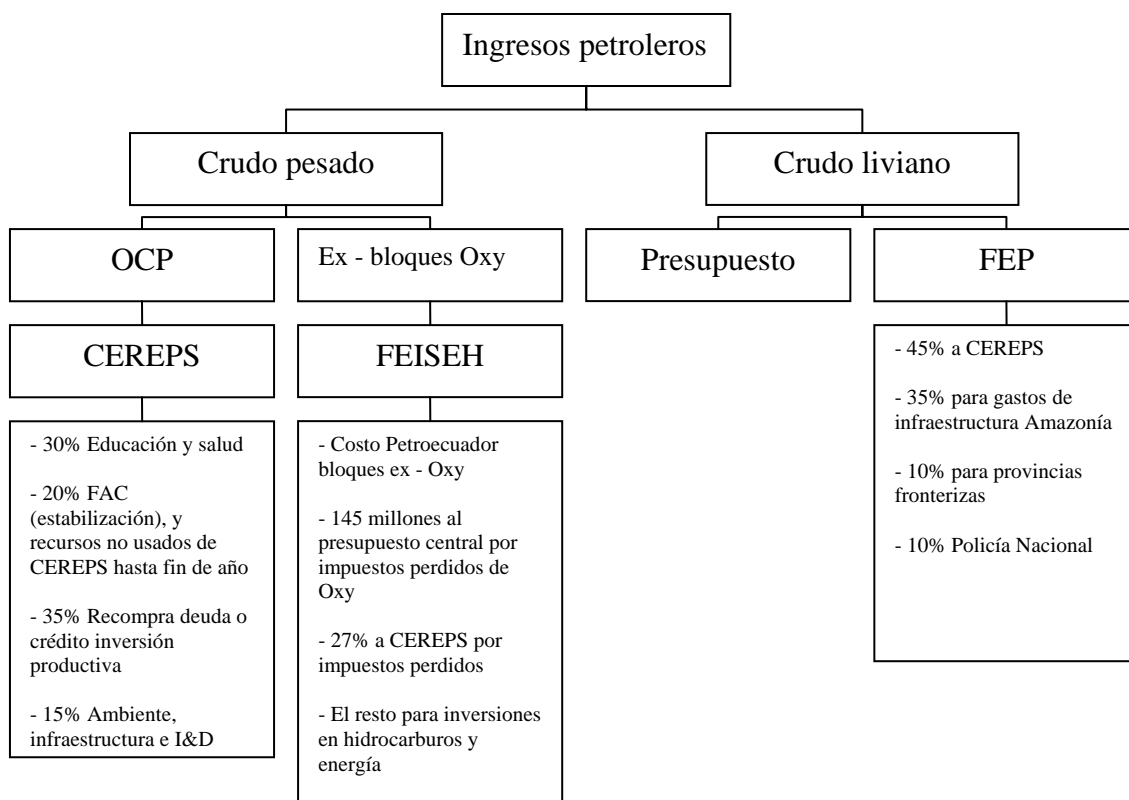 Ingresos petroleros
Crudo pesado
Crudo liviano
OCP
Ex - bloques Oxy
Presupuesto
FEP
CEREPS
FEISEH
- 30% Educación y salud
- 20% FAC
(estabilización), y
recursos no usados de
CEREPS hasta fin de año
- 35% Recompra deuda o
crédito inversión
productiva
- 15% Ambiente,
infraestructura e I&D
- Costo Petroecuador
bloques ex - Oxy
- 145 millones al
presupuesto central por
impuestos perdidos de
Oxy
- 27% a CEREPS por
impuestos perdidos
- El resto para inversiones
en hidrocarburos y
energía
- 45% a CEREPS
- 35% para gastos de
infraestructura Amazonía
- 10% para provincias
fronterizas
- 10% Policía Nacional